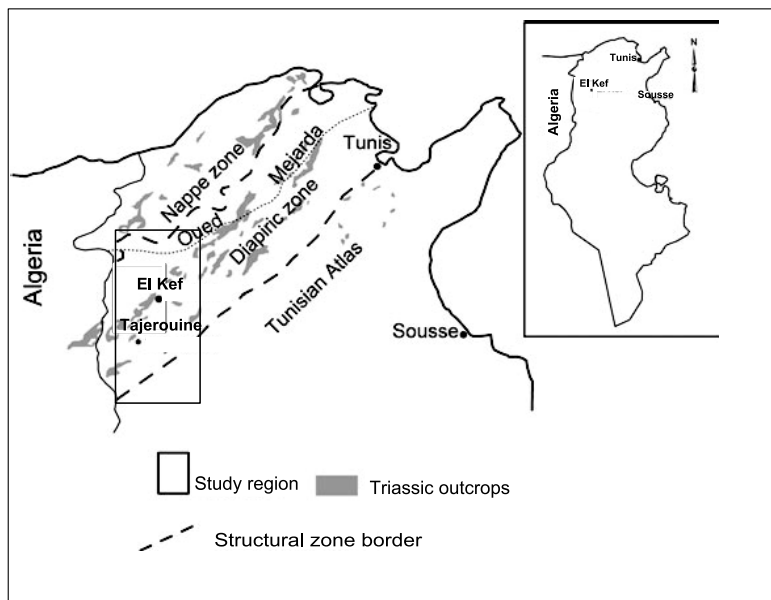 Algeria
Nappe zone
Oued Mejarda
Diapiric zone
Tunisian Atlas
Tunis
El Kef
Tajerouine
Sousse
N
Tunis
El Kef
Sousse
Algeria
Study region
Triassic outcrops
Structural zone border